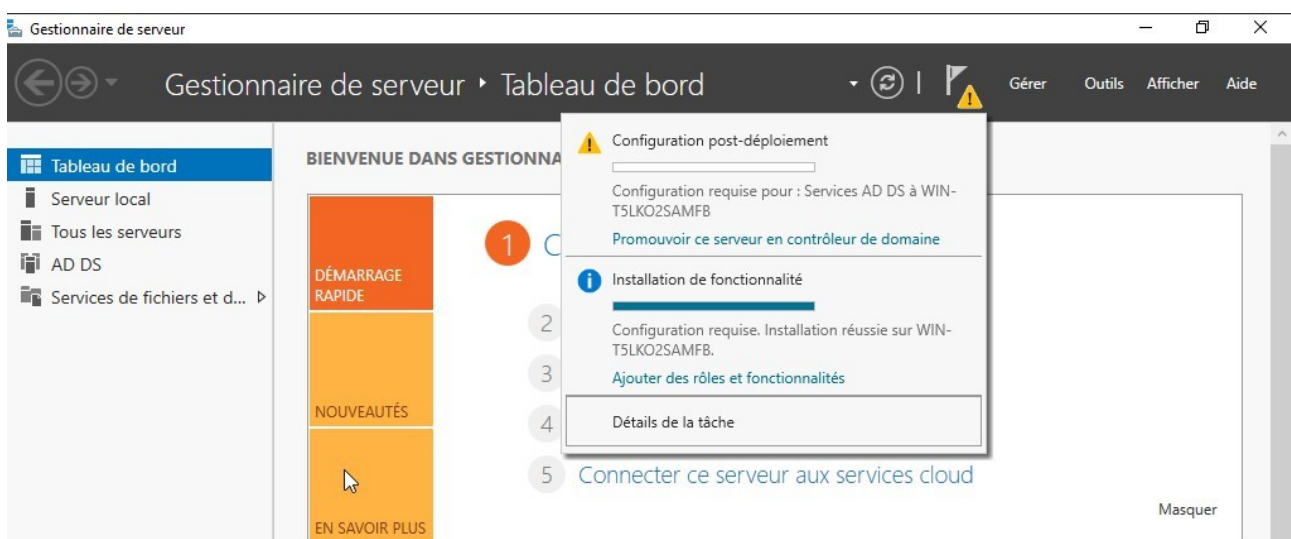 Gestionnaire de serveur
Gestionnaire de serveur ‣ Tableau de bord
Gérer
Outils
Afficher
Aide
Tableau de bord
Serveur local
Tous les serveurs
AD DS
Services de fichiers et d...
BIENVENUE DANS GESTIONNA
DÉMARRAGE
RAPIDE
NOUVEAUTÉS
EN SAVOIR PLUS
1 C
2
3
4
5 Connecter ce serveur aux services cloud
Masquer
Configuration post-déploiement
Configuration requise pour : Services AD DS à WIN-
T5LKO2SAMFB
Promouvoir ce serveur en contrôleur de domaine
Installation de fonctionnalité
Configuration requise. Installation réussie sur WIN-
T5LKO2SAMFB.
Ajouter des rôles et fonctionnalités
Détails de la tâche